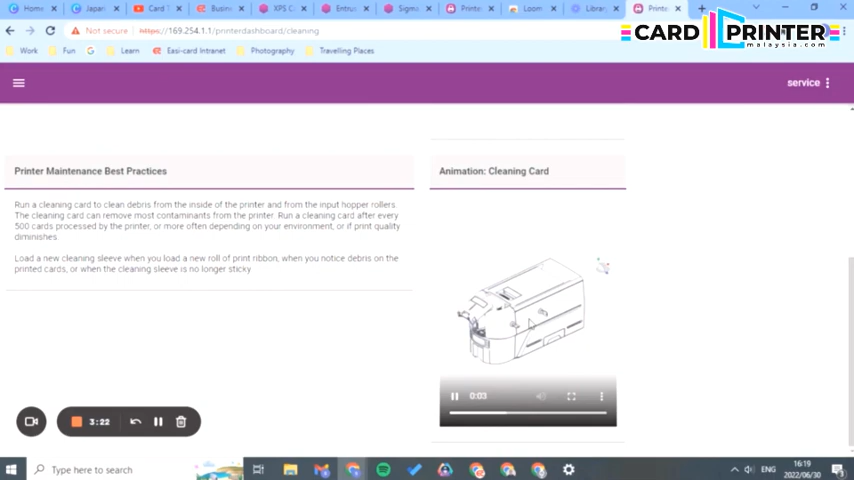 Home
Japari
Card
Busine
XPS C
Entrus
Sigma
Printe
Loom
Librar
Printe
CARD PRINTER
malaysia.com
Not secure
https://169.254.1.1/printerdashboard/cleaning
Work
Fun
Learn
Easi-card Intranet
Photography
Travelling Places
service
Printer Maintenance Best Practices
Animation: Cleaning Card
Run a cleaning card to clean debris from the inside of the printer and from the input hopper rollers.
The cleaning card can remove most contaminants from the printer. Run a cleaning card after every
500 cards processed by the printer, or more often depending on your environment, or if print quality
diminishes.
Load a new cleaning sleeve when you load a new roll of print ribbon, when you notice debris on the
printed cards, or when the cleaning sleeve is no longer sticky
0:03
3:22
Type here to search
ENG
16:19
2022/06/30